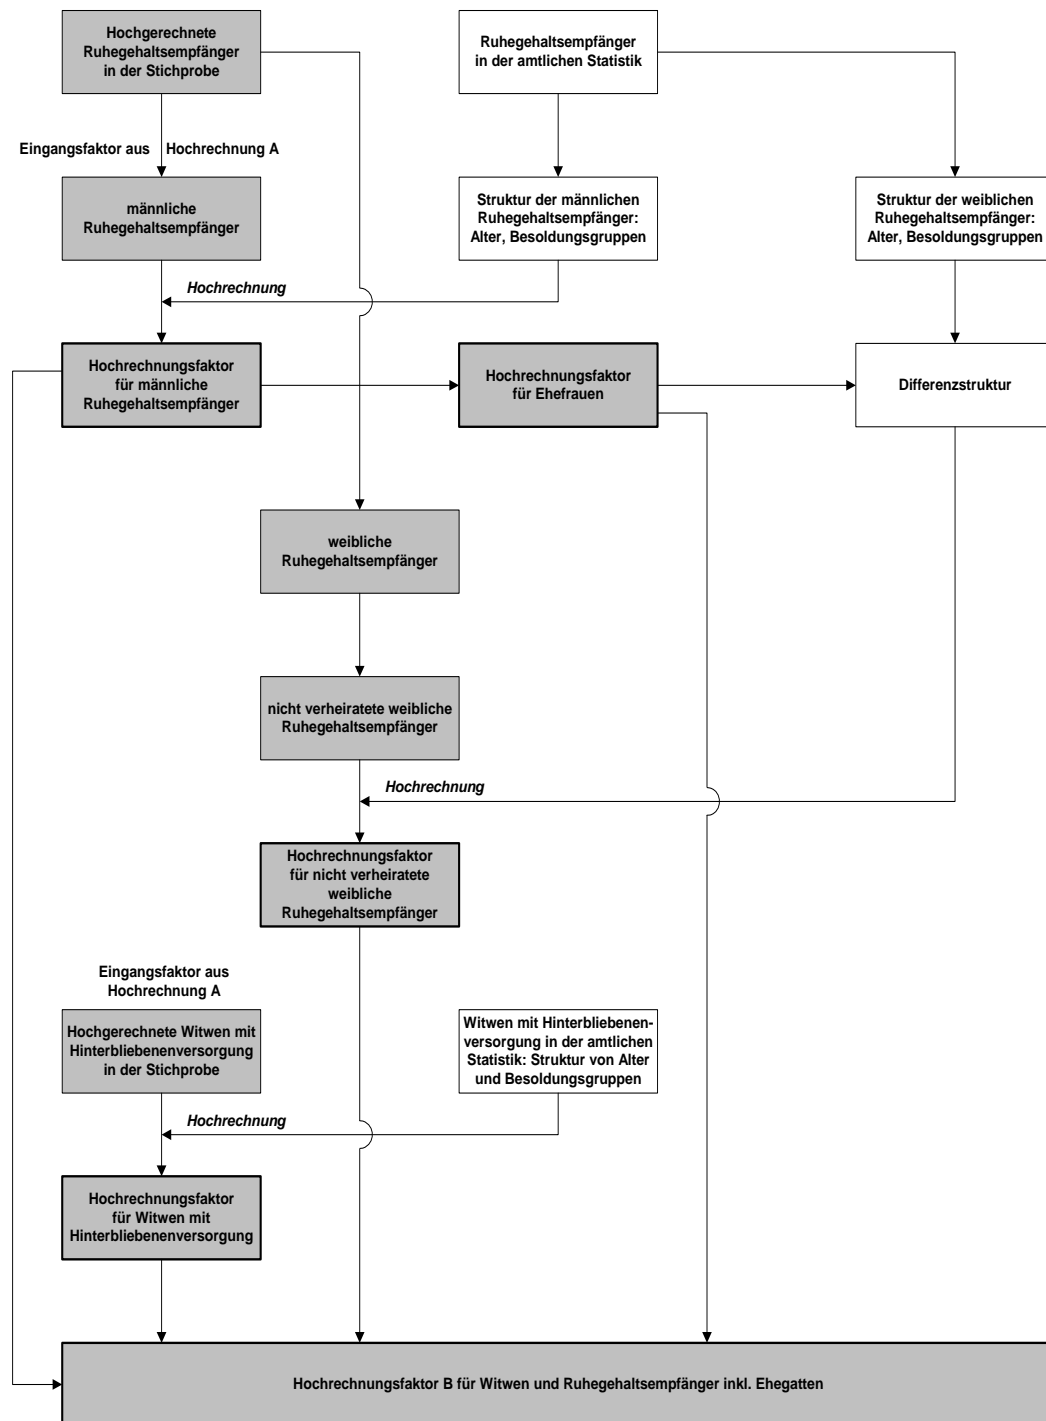 Hochgerechnete
Ruhegehaltsempfänger
in der Stichprobe
Ruhegehaltsempfänger
in der amtlichen Statistik
Eingangsfaktor aus Hochrechnung A
männliche
Ruhegehaltsempfänger
Struktur der männlichen
Ruhegehaltsempfänger:
Alter, Besoldungsgruppen
Struktur der weiblichen
Ruhegehaltsempfänger:
Alter, Besoldungsgruppen
Hochrechnung
Hochrechnungsfaktor
für männliche
Ruhegehaltsempfänger
Hochrechnungsfaktor
für Ehefrauen
Differenzstruktur
weibliche
Ruhegehaltsempfänger
nicht verheiratete weibliche
Ruhegehaltsempfänger
Hochrechnung
Hochrechnungsfaktor
für nicht verheiratete
weibliche
Ruhegehaltsempfänger
Eingangsfaktor aus
Hochrechnung A
Hochgerechnete Witwen mit
Hinterbliebenenversorgung
in der Stichprobe
Witwen mit Hinterbliebenen-
versorgung in der amtlichen
Statistik: Struktur von Alter
und Besoldungsgruppen
Hochrechnung
Hochrechnungsfaktor
für Witwen mit
Hinterbliebenenversorgung
Hochrechnungsfaktor B für Witwen und Ruhegehaltsempfänger inkl. Ehegatten